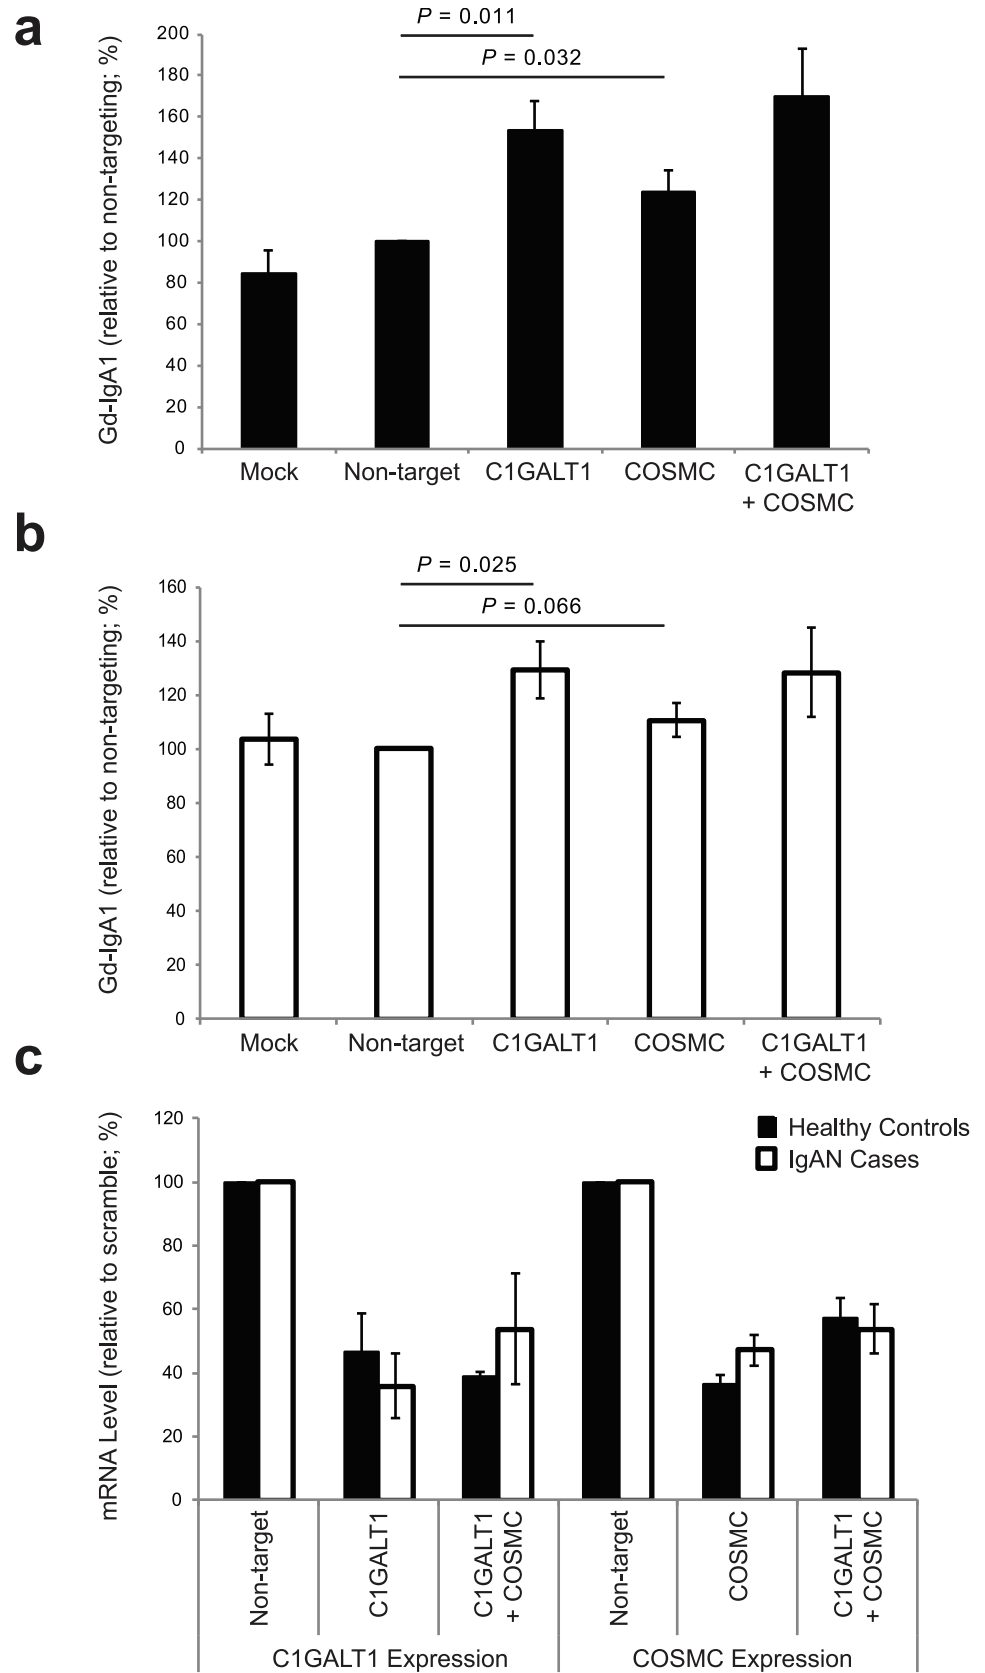 a
P = 0.011
P = 0.032
Gd-IgA1 (relative to non-targeting; %)
200
180
160
140
120
100
80
60
40
20
0
Mock
Non-target
C1GALT1
COSMC
C1GALT1
+ COSMC
b
P = 0.025
P = 0.066
Gd-IgA1 (relative to non-targeting; %)
160
140
120
100
80
60
40
20
0
Mock
Non-target
C1GALT1
COSMC
C1GALT1
+ COSMC
c
mRNA Level (relative to scramble; %)
120
100
80
60
40
20
0
Healthy Controls
IgAN Cases
Non-target
C1GALT1
C1GALT1
+ COSMC
Non-target
COSMC
C1GALT1
+ COSMC
C1GALT1 Expression
COSMC Expression